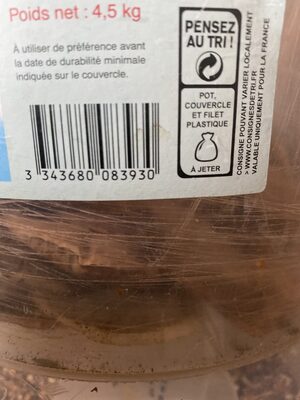 Poids net : 4,5 kg
À utiliser de préférence avant
la date de durabilité minimale
indiquée sur le couvercle.
3 343680 083930
PENSEZ
AU TRI !
POT,
COUVERCLE
ET FILET
PLASTIQUE
À JETER
CONSIGNE POUVANT VARIER LOCALEMENT
> WWW.CONSIGNESDETRI.FR
VALABLE UNIQUEMENT POUR LA FRANCE